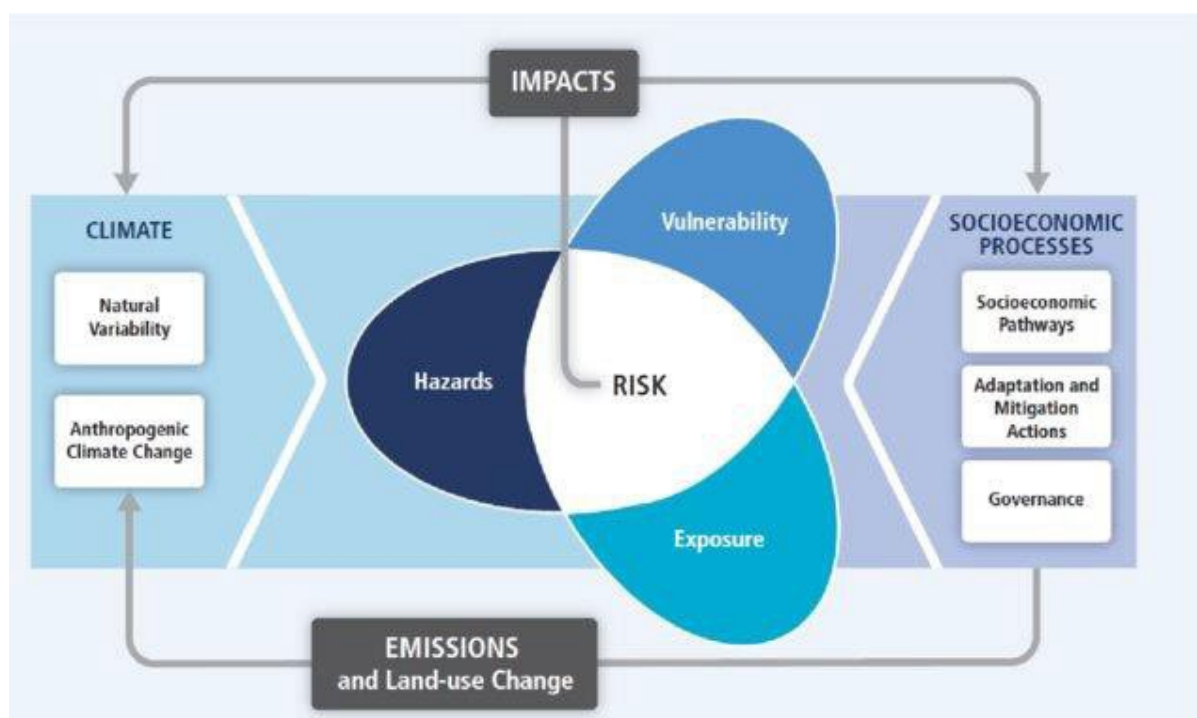 IMPACTS
CLIMATE
Natural
Variability
Anthropogenic
Climate Change
Vulnerability
Hazards
RISK
Exposure
SOCIOECONOMIC
PROCESSES
Socioeconomic
Pathways
Adaptation and
Mitigation
Actions
Governance
EMISSIONS
and Land-use Change